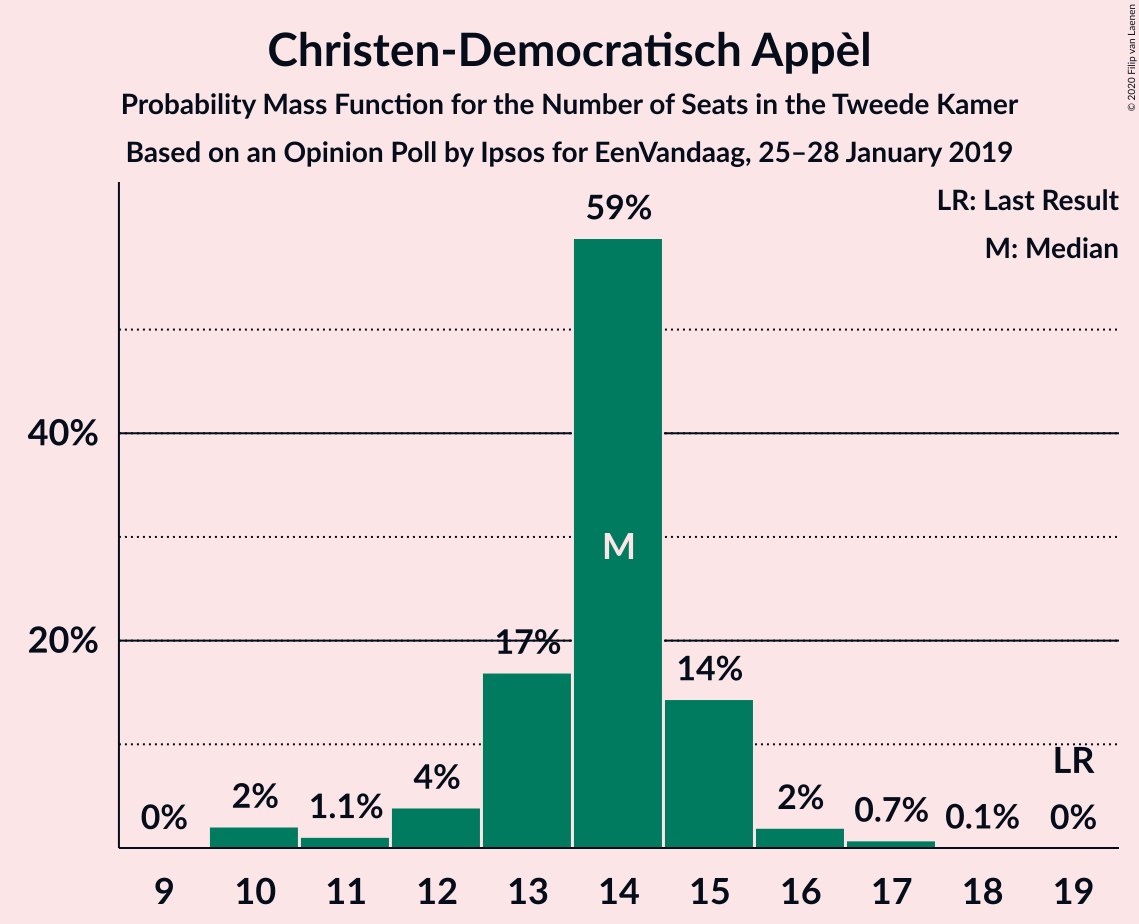 Christen-Democratisch Appèl
Probability Mass Function for the Number of Seats in the Tweede Kamer
Based on an Opinion Poll by Ipsos for EenVandaag, 25–28 January 2019
© 2020 Filip van Laenen
LR: Last Result
M: Median
59%
40%
M
20%
17%
14%
LR
4%
2%
1.1%
0%
2%
0.7%
0.1%
0%
9 10 11 12 13 14 15 16 17 18 19